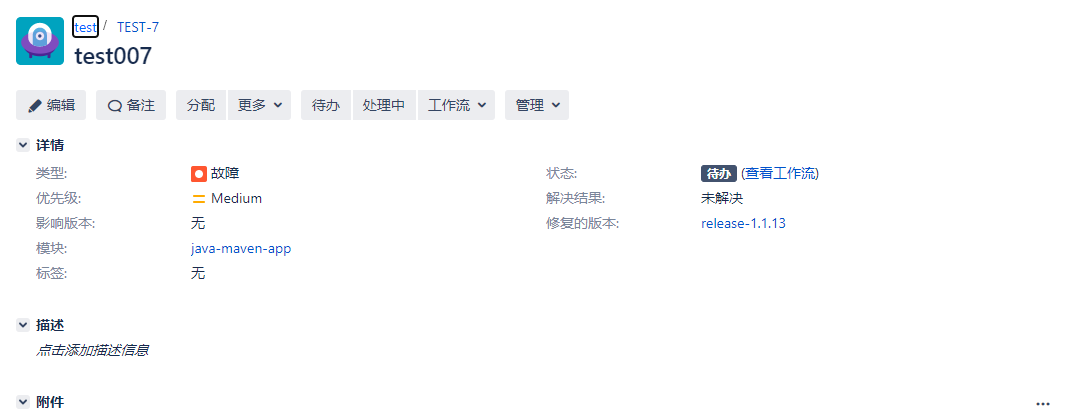 test / TEST-7
test007
编辑 备注 分配 更多 待办 处理中 工作流 管理
详情
类型: 故障 状态: 待办 (查看工作流)
优先级: Medium 解决结果: 未解决
影响版本: 无 修复的版本: release-1.1.13
模块: java-maven-app
标签: 无
描述
点击添加描述信息
附件